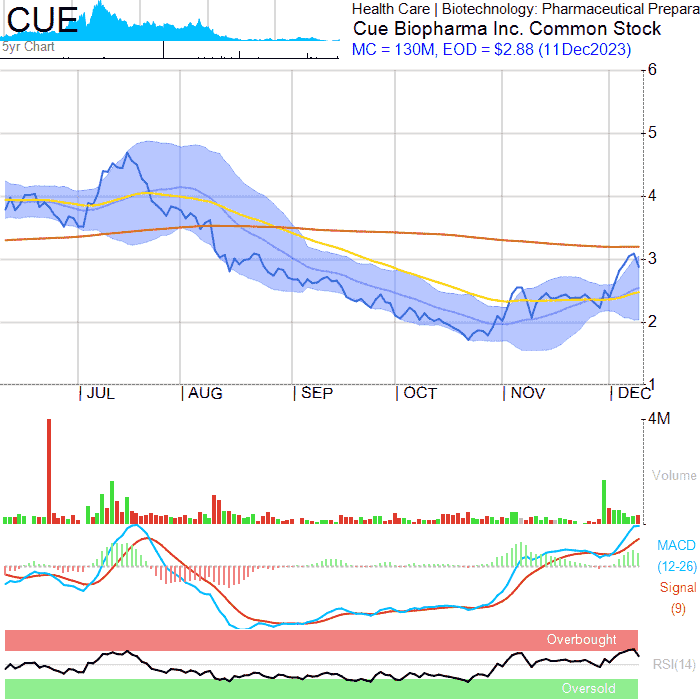 CUE
5yr Chart
Health Care | Biotechnology: Pharmaceutical Prepara
Cue Biopharma Inc. Common Stock
MC = 130M, EOD = $2.88 (11Dec2023)
6
5
4
3
2
1
JUL AUG SEP OCT NOV DEC
4M
Volume
MACD
(12-26)
Signal
(9)
Overbought
RSI(14)
Oversold